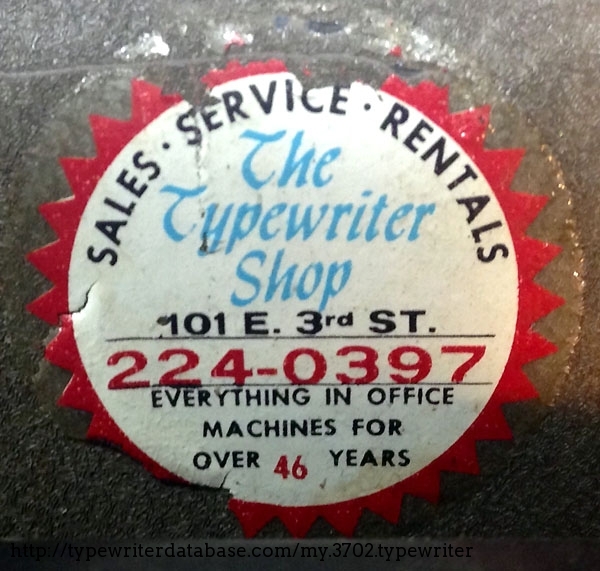 SALES · SERVICE · RENTALS
The
Typewriter
Shop
101 E. 3rd ST.
224-0397
EVERYTHING IN OFFICE
MACHINES FOR
OVER 46 YEARS
http://typewriterdatabase.com/my.3702.typewriter